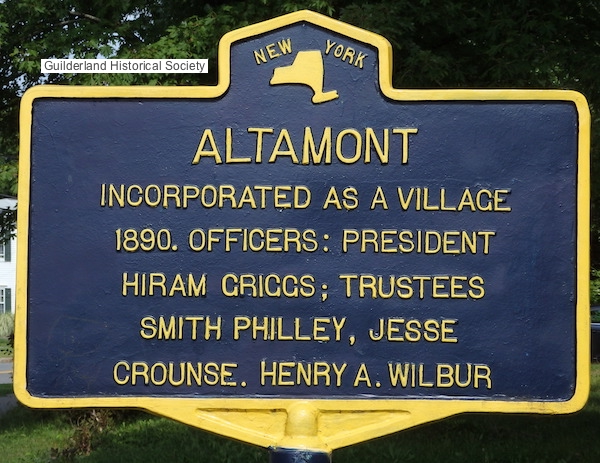 Guilderland Historical Society
NEW YORK
ALTAMONT
INCORPORATED AS A VILLAGE
1890. OFFICERS: PRESIDENT
HIRAM GRIGGS; TRUSTEES
SMITH PHILLEY, JESSE
CROUNSE. HENRY A. WILBUR